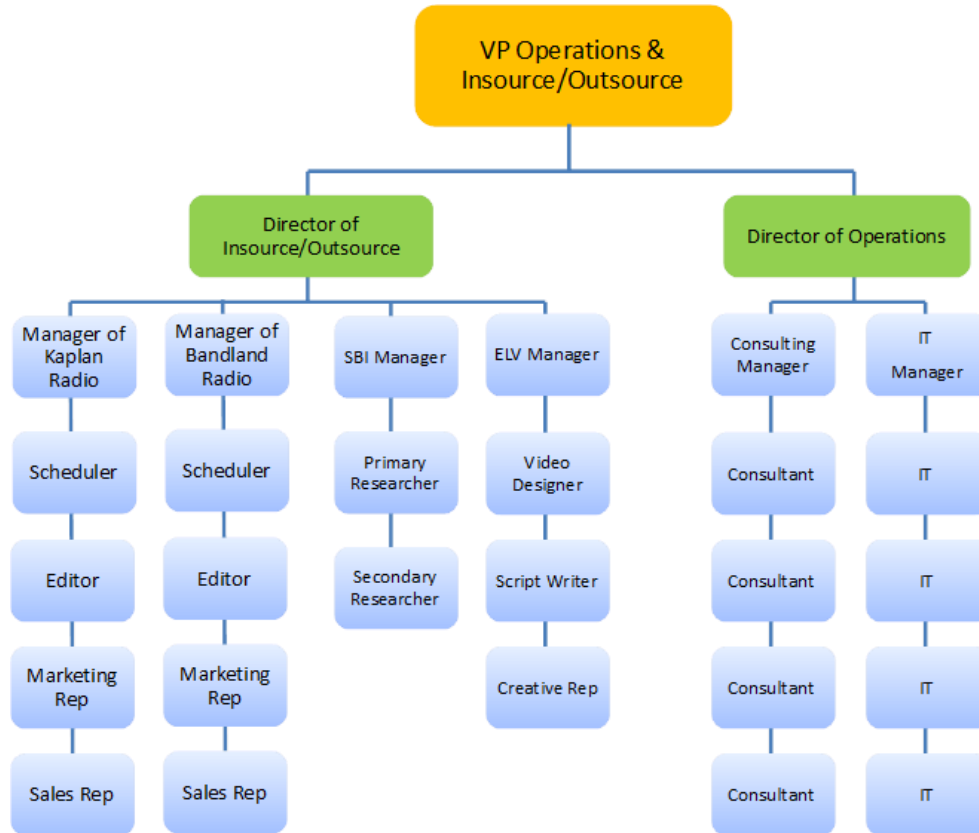 VP Operations &
Insource/Outsource
Director of
Insource/Outsource
Director of Operations
Manager of
Kaplan
Radio
Manager of
Bandland
Radio
SBI Manager
ELV Manager
Consulting
Manager
IT
Manager
Scheduler
Scheduler
Primary
Researcher
Video
Designer
Consultant
IT
Editor
Editor
Secondary
Researcher
Script Writer
Consultant
IT
Marketing
Rep
Marketing
Rep
Creative Rep
Consultant
IT
Sales Rep
Sales Rep
Consultant
IT